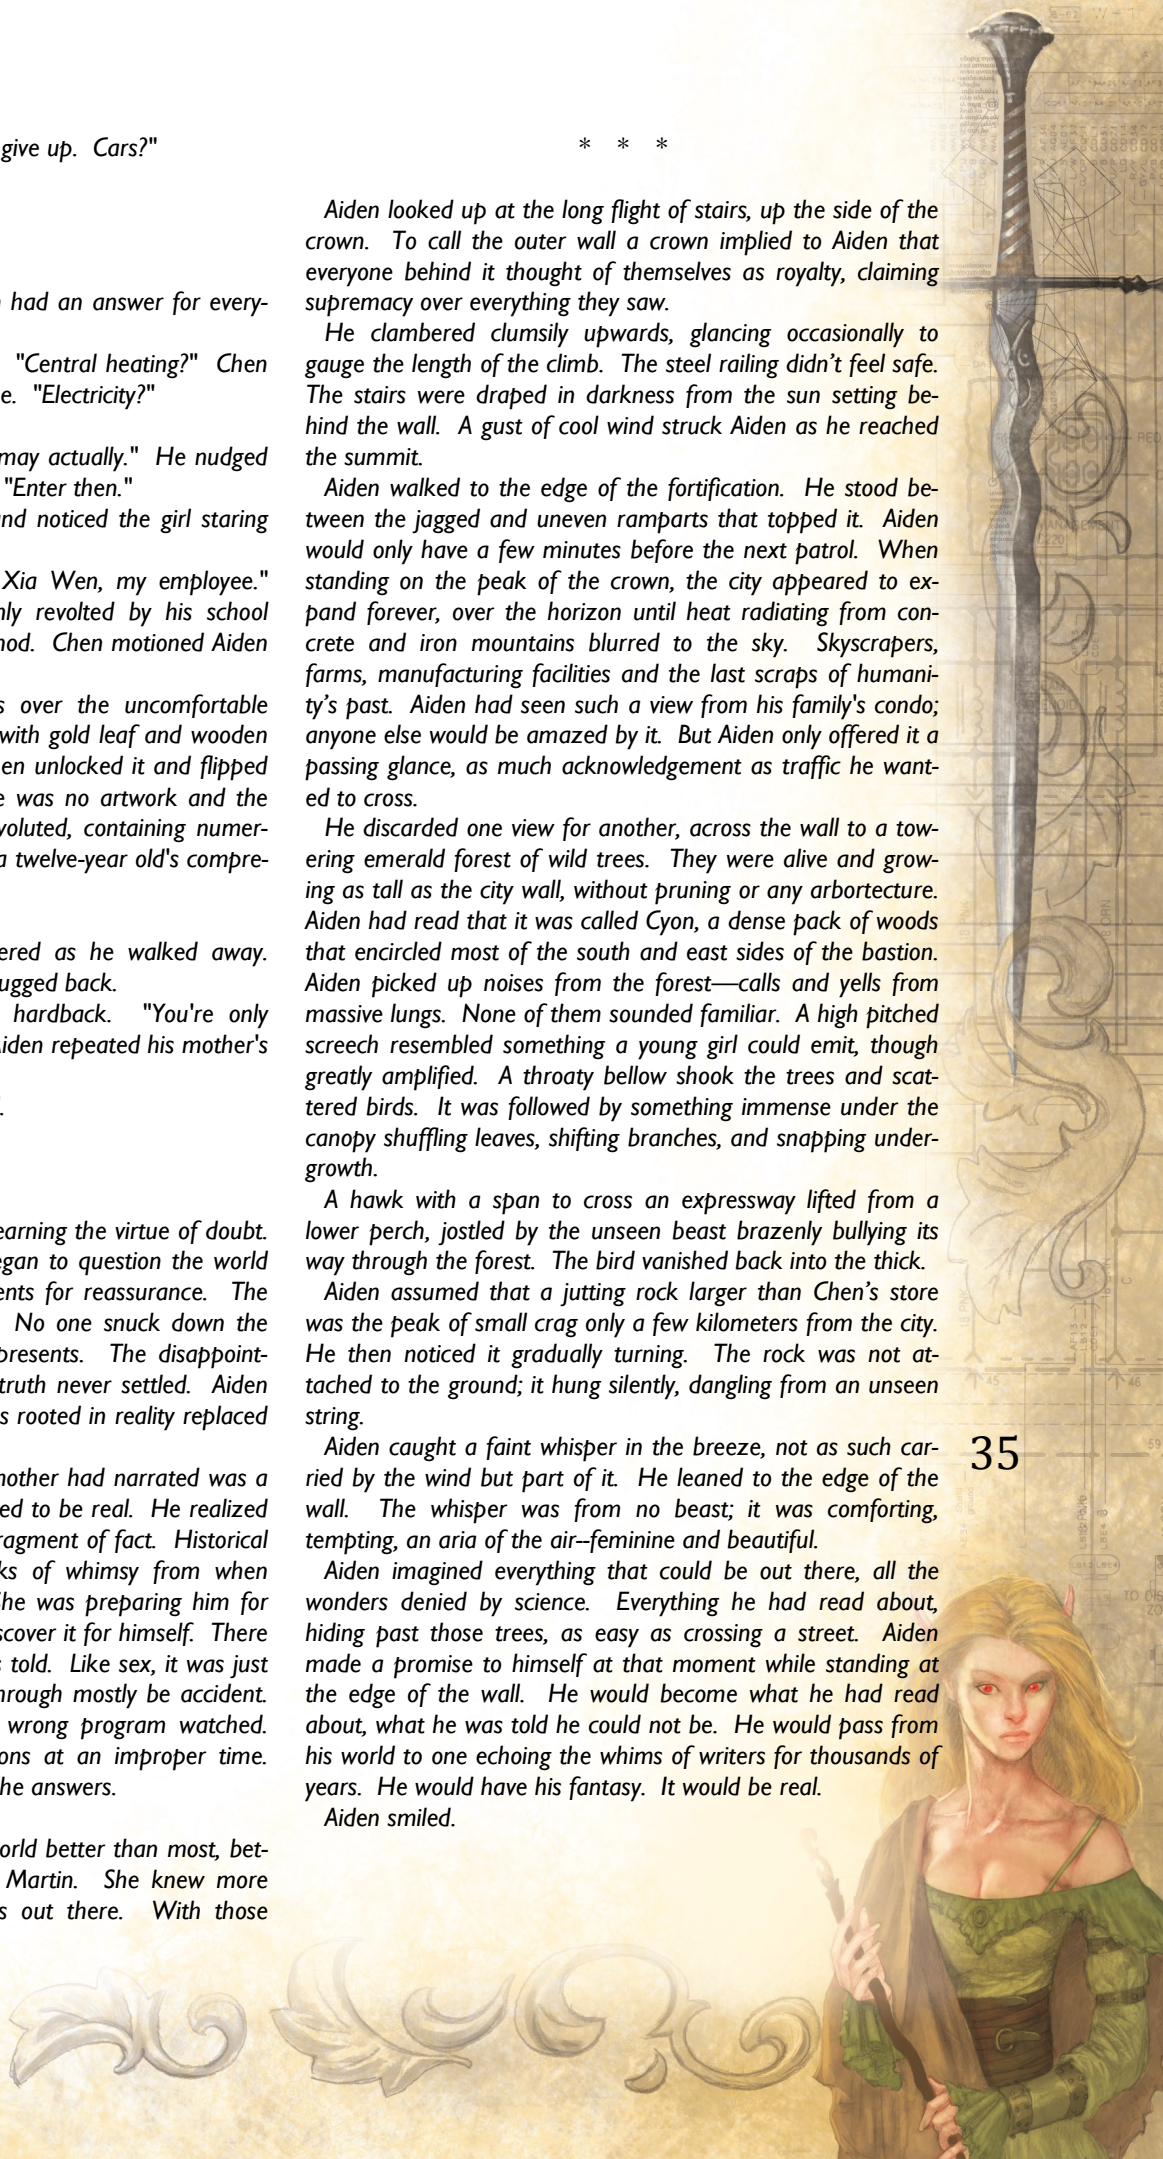 give up.  Cars?"
n had an answer for every-
"Central heating?"  Chen
e.  "Electricity?"
may actually."  He nudged
"Enter then."
nd noticed the girl staring
Xia Wen, my employee."
nly revolted by his school
nod.  Chen motioned Aiden
s over the uncomfortable
with gold leaf and wooden
en unlocked it and flipped
e was no artwork and the
voluted, containing numer-
a twelve-year old's compre-
ered as he walked away.
ugged back.
hardback.  "You're only
Aiden repeated his mother's
.
earning the virtue of doubt.
egan to question the world
ents for reassurance.  The
No one snuck down the
presents.  The disappoint-
truth never settled.  Aiden
s rooted in reality replaced
nother had narrated was a
ed to be real.  He realized
ragment of fact.  Historical
ks of whimsy from when
She was preparing him for
scover it for himself.  There
s told.  Like sex, it was just
hrough mostly be accident.
wrong program watched.
ons at an improper time.
he answers.
orld better than most, bet-
Martin.  She knew more
s out there.  With those
* * *
Aiden looked up at the long flight of stairs, up the side of the
crown.  To call the outer wall a crown implied to Aiden that
everyone behind it thought of themselves as royalty, claiming
supremacy over everything they saw.
He clambered clumsily upwards, glancing occasionally to
gauge the length of the climb.  The steel railing didn't feel safe.
The stairs were draped in darkness from the sun setting be-
hind the wall.  A gust of cool wind struck Aiden as he reached
the summit.
Aiden walked to the edge of the fortification.  He stood be-
tween the jagged and uneven ramparts that topped it.  Aiden
would only have a few minutes before the next patrol.  When
standing on the peak of the crown, the city appeared to ex-
pand forever, over the horizon until heat radiating from con-
crete and iron mountains blurred to the sky.  Skyscrapers,
farms, manufacturing facilities and the last scraps of humani-
ty's past.  Aiden had seen such a view from his family's condo;
anyone else would be amazed by it.  But Aiden only offered it a
passing glance, as much acknowledgement as traffic he want-
ed to cross.
He discarded one view for another, across the wall to a tow-
ering emerald forest of wild trees.  They were alive and grow-
ing as tall as the city wall, without pruning or any arbortecture.
Aiden had read that it was called Cyon, a dense pack of woods
that encircled most of the south and east sides of the bastion.
Aiden picked up noises from the forest—calls and yells from
massive lungs.  None of them sounded familiar.  A high pitched
screech resembled something a young girl could emit, though
greatly amplified.  A throaty bellow shook the trees and scat-
tered birds.  It was followed by something immense under the
canopy shuffling leaves, shifting branches, and snapping under-
growth.
A hawk with a span to cross an expressway lifted from a
lower perch, jostled by the unseen beast brazenly bullying its
way through the forest.  The bird vanished back into the thick.
Aiden assumed that a jutting rock larger than Chen's store
was the peak of small crag only a few kilometers from the city.
He then noticed it gradually turning.  The rock was not at-
tached to the ground; it hung silently, dangling from an unseen
string.
Aiden caught a faint whisper in the breeze, not as such car-
ried by the wind but part of it.  He leaned to the edge of the
wall.  The whisper was from no beast; it was comforting,
tempting, an aria of the air--feminine and beautiful.
Aiden imagined everything that could be out there, all the
wonders denied by science.  Everything he had read about,
hiding past those trees, as easy as crossing a street.  Aiden
made a promise to himself at that moment while standing at
the edge of the wall.  He would become what he had read
about, what he was told he could not be.  He would pass from
his world to one echoing the whims of writers for thousands of
years.  He would have his fantasy.  It would be real.
Aiden smiled.
35